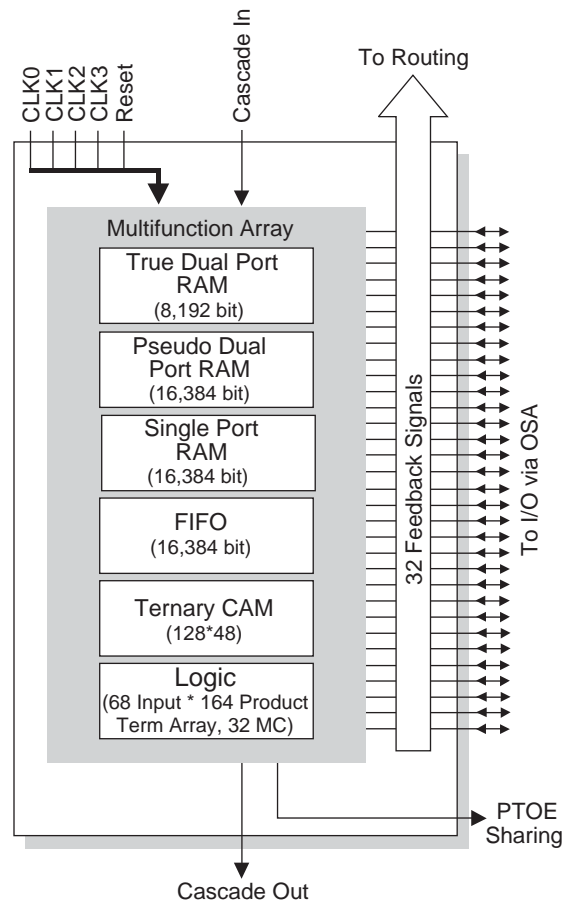 Cascade In
To Routing
CLK0
CLK1
CLK2
CLK3
Reset
Multifunction Array
True Dual Port
RAM
(8,192 bit)
Pseudo Dual
Port RAM
(16,384 bit)
Single Port
RAM
(16,384 bit)
FIFO
(16,384 bit)
Ternary CAM
(128*48)
Logic
(68 Input * 164 Product
Term Array, 32 MC)
32 Feedback Signals
To I/O via OSA
PTOE
Sharing
Cascade Out